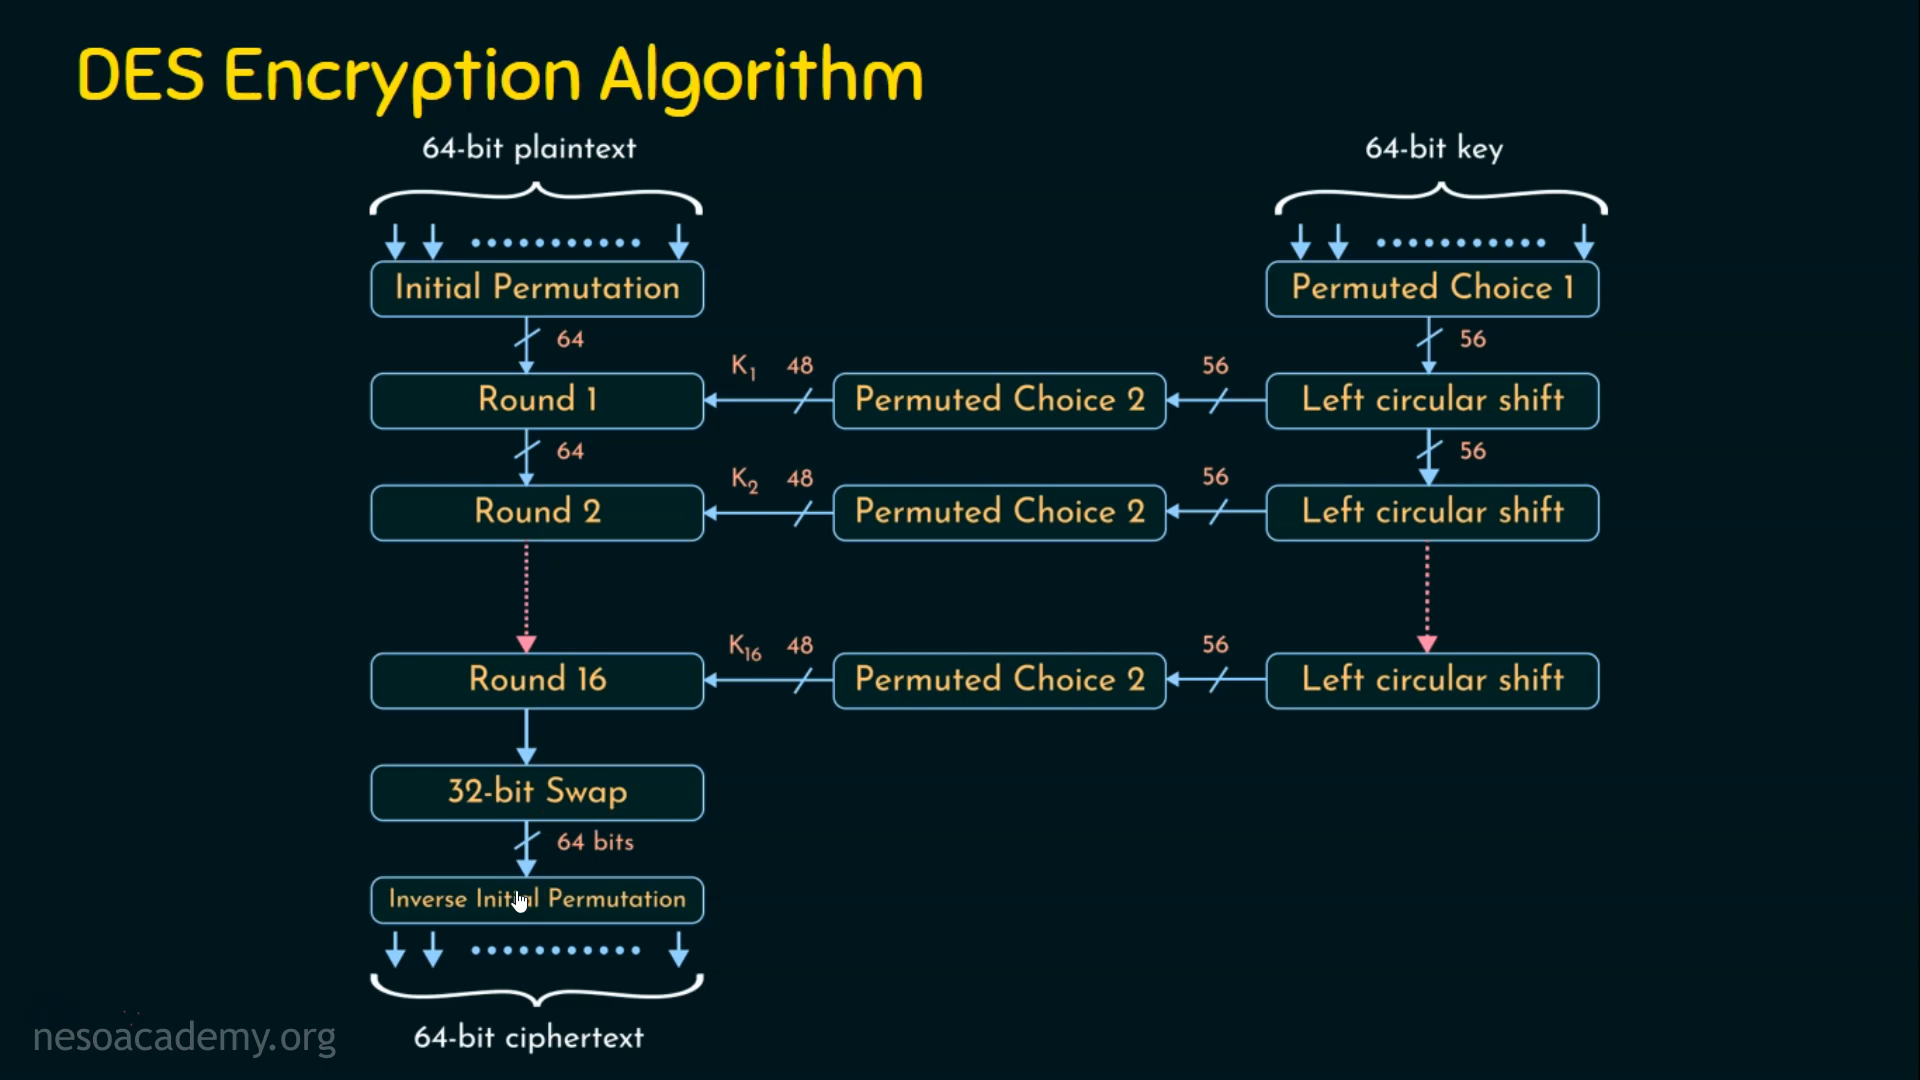 DES Encryption Algorithm
64-bit plaintext
64-bit key
Initial Permutation
Permuted Choice 1
64
56
K1 48
56
Round 1
Permuted Choice 2
Left circular shift
64
56
K2 48
56
Round 2
Permuted Choice 2
Left circular shift
K16 48
56
Round 16
Permuted Choice 2
Left circular shift
32-bit Swap
64 bits
Inverse Initial Permutation
64-bit ciphertext
nesoacademy.org